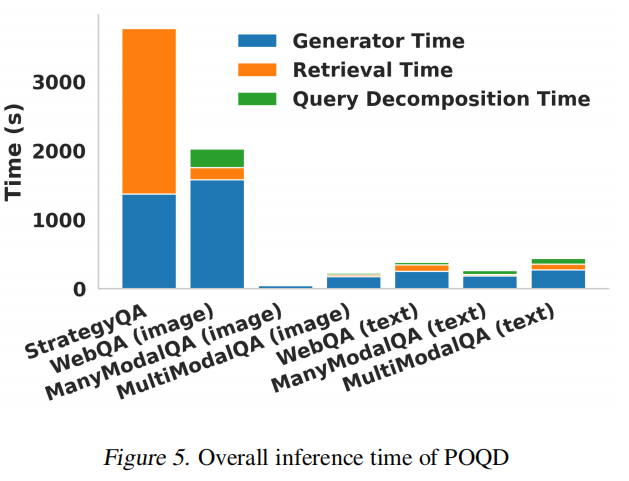 Generator Time
Retrieval Time
Query Decomposition Time
Time (s)
3000
2000
1000
0
StrategyQA
WebQA (image)
ManyModalQA (image)
MultiModalQA (image)
WebQA (text)
ManyModalQA (text)
MultiModalQA (text)
Figure 5. Overall inference time of POQD